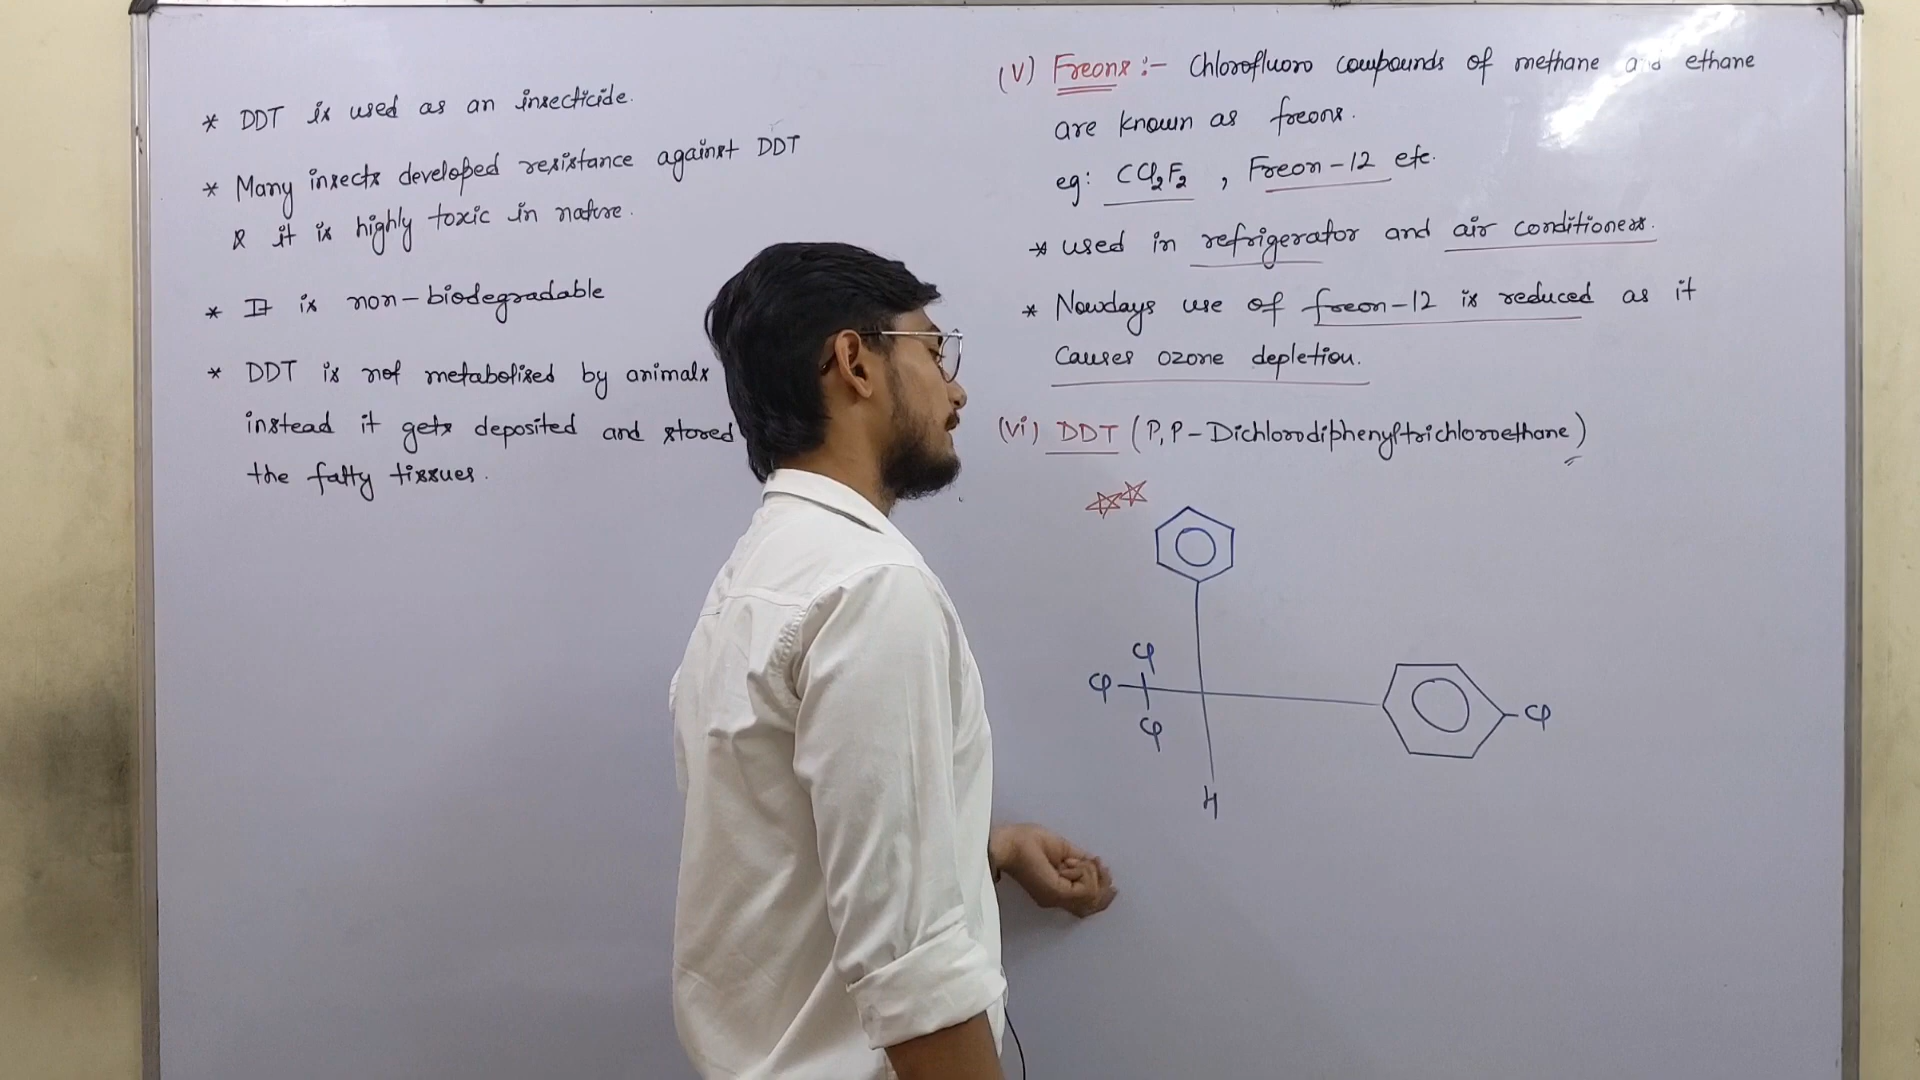 * DDT is used as an insecticide.
* Many insects developed resistance against DDT
& it is highly toxic in nature.
* It is non-biodegradable
* DDT is not metabolised by animals
instead it gets deposited and stored
the fatty tissues.
(V) Freons :- Chlorofluoro compounds of methane and ethane
are known as freons.
eg: CCl2F2 , Freon-12 etc.
* used in refrigerator and air conditioners.
* Nowdays use of freon-12 is reduced as it
causes ozone depletion.
(Vi) DDT (P,P-Dichlorodiphenyltrichloroethane)
Cl
Cl
Cl
Cl
H